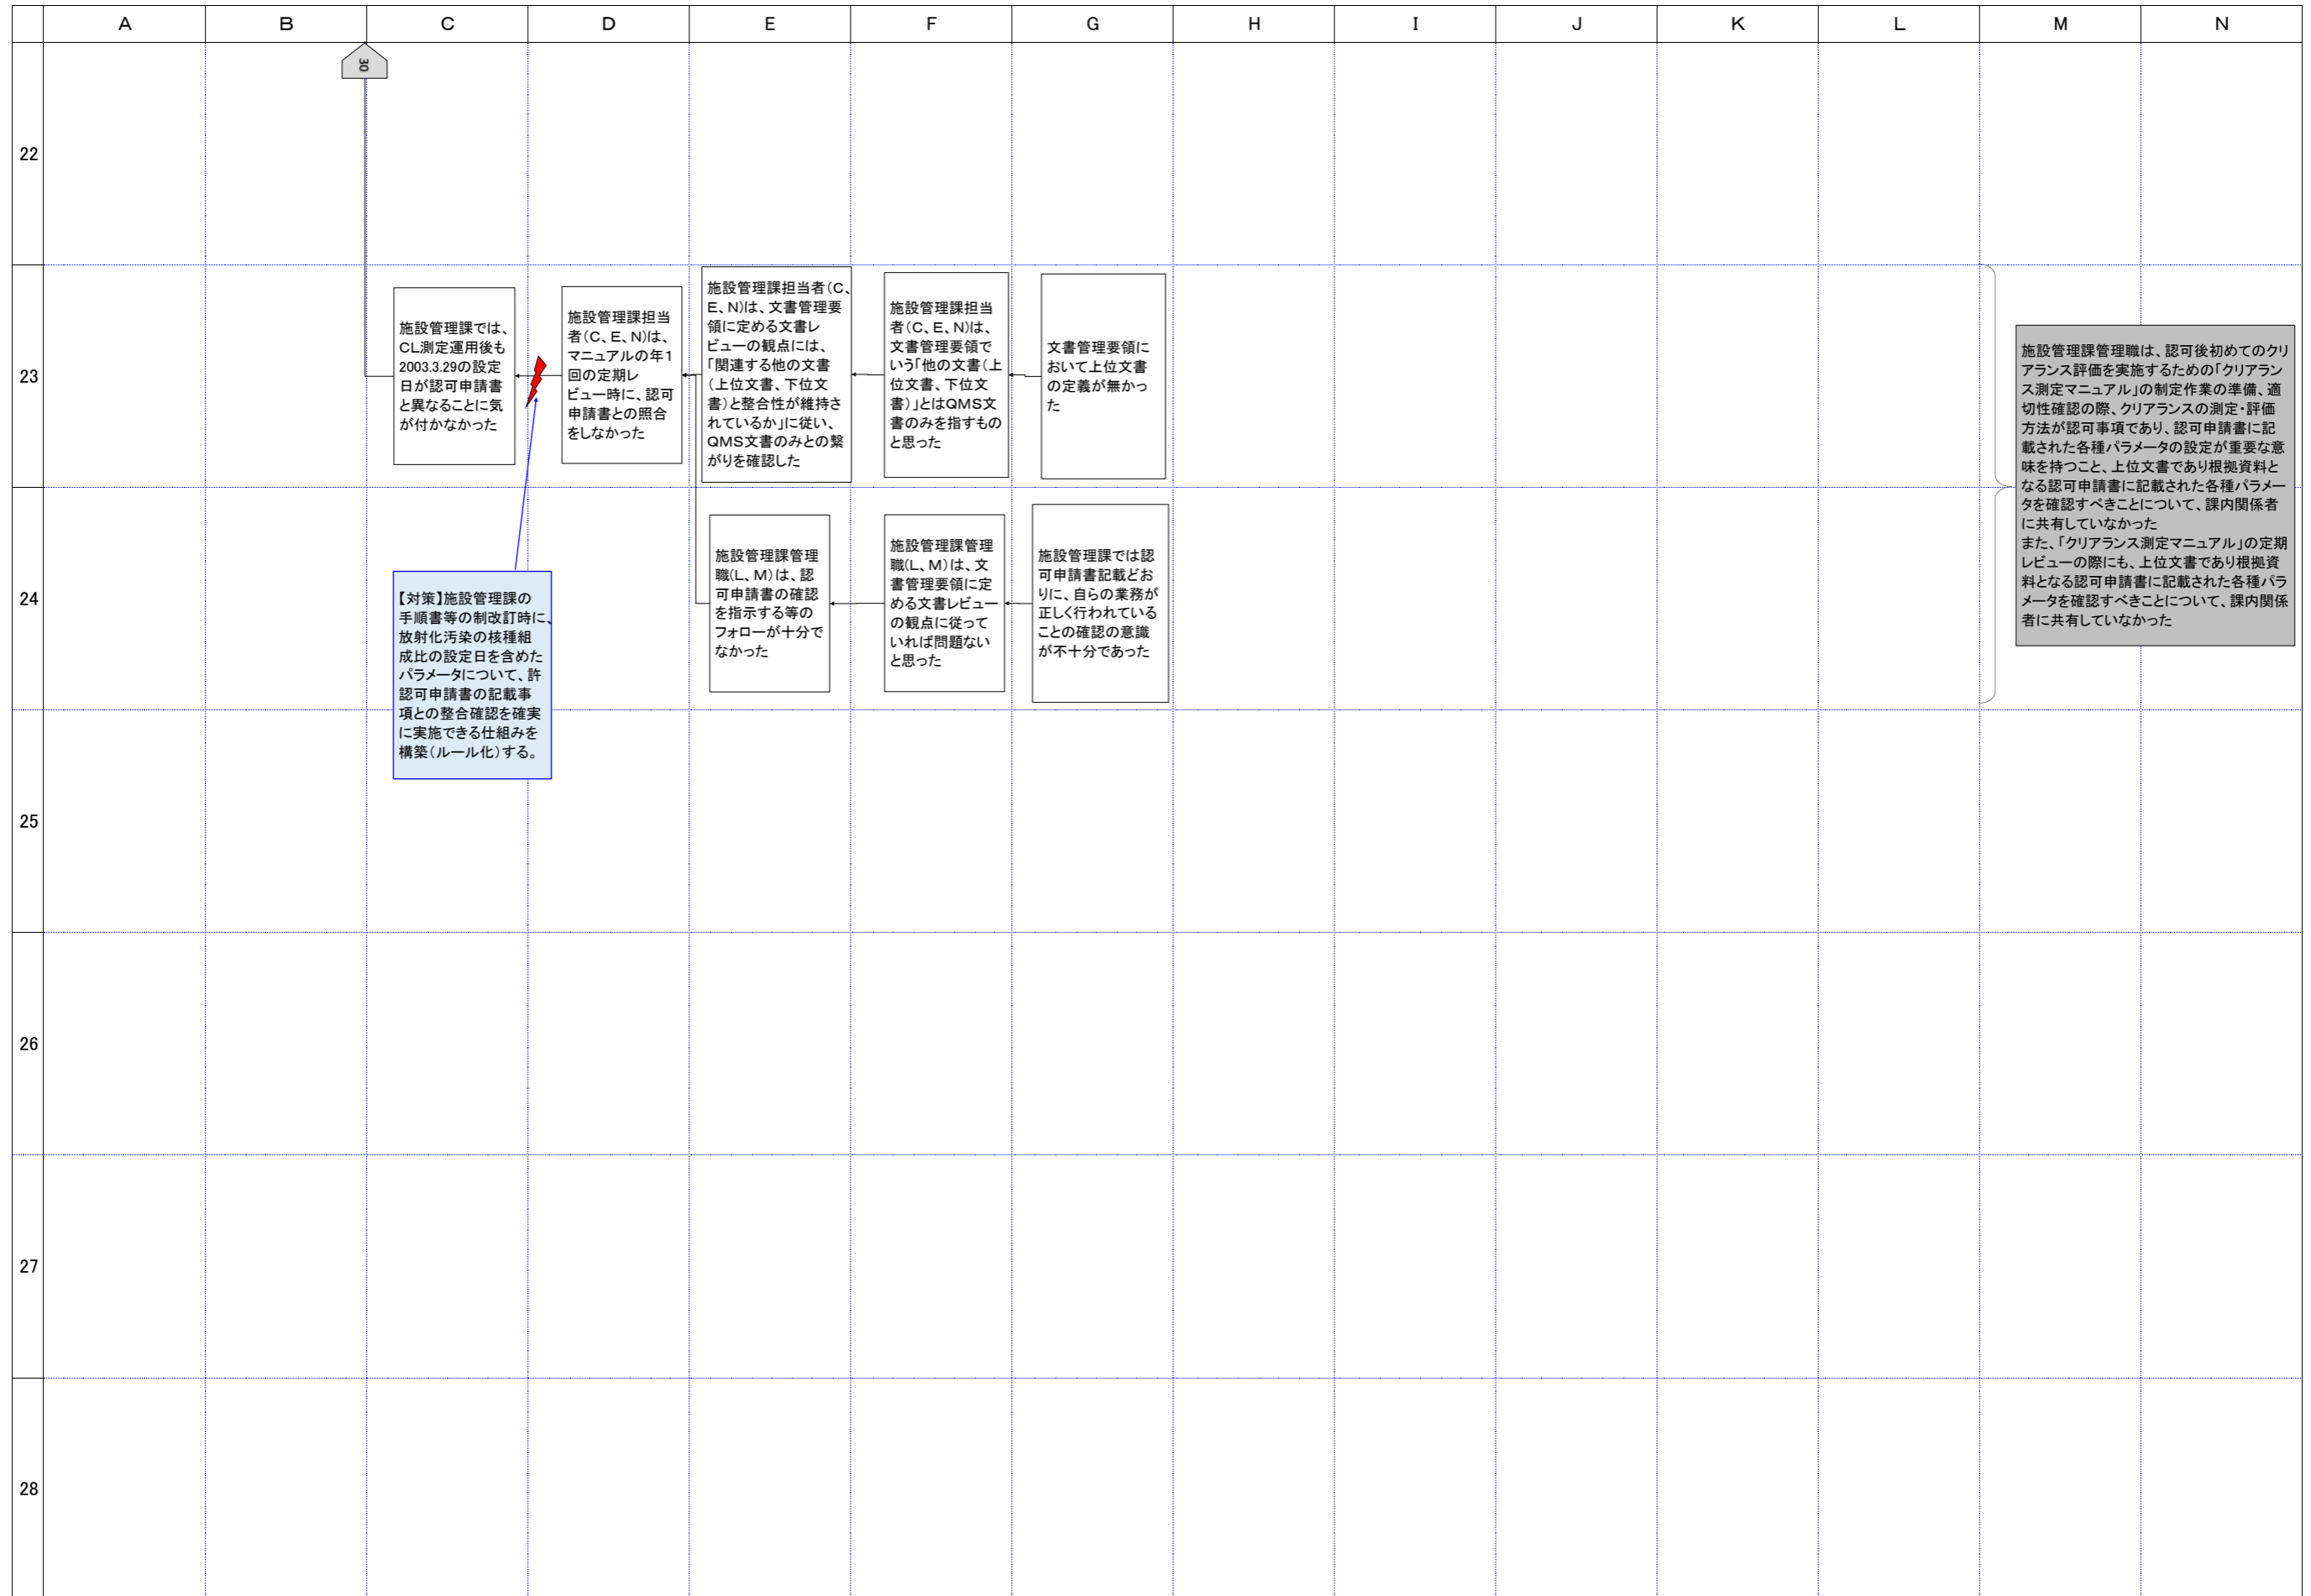 A B C D E F G H I J K L M N
30
22
23
施設管理課では、
CL測定運用後も
2003.3.29の設定
日が認可申請書
と異なることに気
が付かなかった
施設管理課担当
者(C、E、N)は、
マニュアルの年1
回の定期レ
ビュー時に、認可
申請書との照合
をしなかった
施設管理課担当者(C、
E、N)は、文書管理要
領に定める文書レ
ビューの観点には、
「関連する他の文書
(上位文書、下位文
書)と整合性が維持さ
れているか」に従い、
QMS文書のみとの繋
がりを確認した
施設管理課担当
者(C、E、N)は、
文書管理要領で
いう「他の文書(上
位文書、下位文
書)」とはQMS文
書のみを指すもの
と思った
文書管理要領に
おいて上位文書
の定義が無かっ
た
施設管理課管理職は、認可後初めてのクリ
アランス評価を実施するための「クリアラン
ス測定マニュアル」の制定作業の準備、適
切性確認の際、クリアランスの測定・評価
方法が認可事項であり、認可申請書に記
載された各種パラメータの設定が重要な意
味を持つこと、上位文書であり根拠資料と
なる認可申請書に記載された各種パラメー
タを確認すべきことについて、課内関係者
に共有していなかった
また、「クリアランス測定マニュアル」の定期
レビューの際にも、上位文書であり根拠資
料となる認可申請書に記載された各種パラ
メータを確認すべきことについて、課内関係
者に共有していなかった
24
【対策】施設管理課の
手順書等の制改訂時に、
放射化汚染の核種組
成比の設定日を含めた
パラメータについて、許
認可申請書の記載事
項との整合確認を確実
に実施できる仕組みを
構築(ルール化)する。
施設管理課管理
職(L、M)は、認
可申請書の確認
を指示する等の
フォローが十分で
なかった
施設管理課管理
職(L、M)は、文
書管理要領に定
める文書レビュー
の観点に従って
いれば問題ない
と思った
施設管理課では認
可申請書記載どお
りに、自らの業務が
正しく行われている
ことの確認の意識
が不十分であった
25
26
27
28